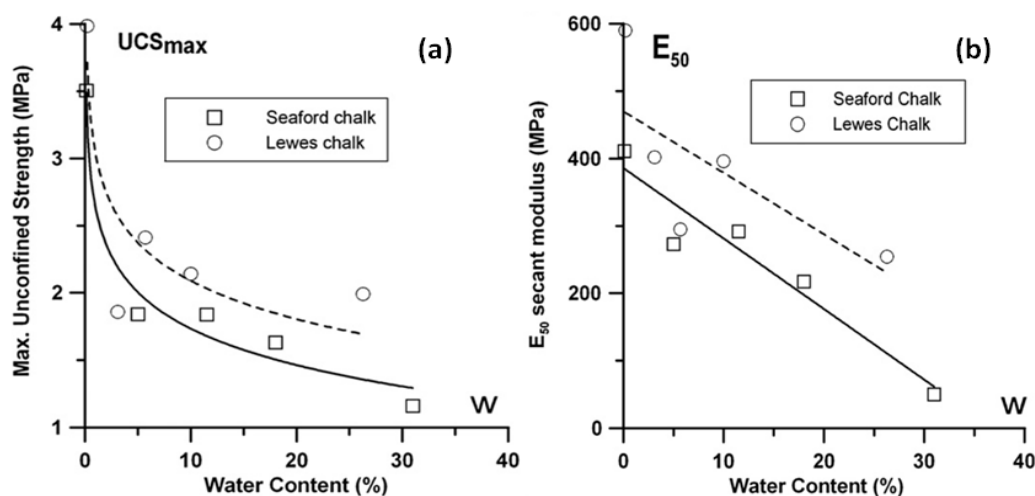 UCSmax
(a)
Seaford chalk
Lewes chalk
Max. Unconfined Strength (MPa)
4
3
2
1
0
10
20
30
40
W
Water Content (%)
E50
(b)
Seaford Chalk
Lewes Chalk
E50 secant modulus (MPa)
600
400
200
0
0
10
20
30
40
W
Water Content (%)